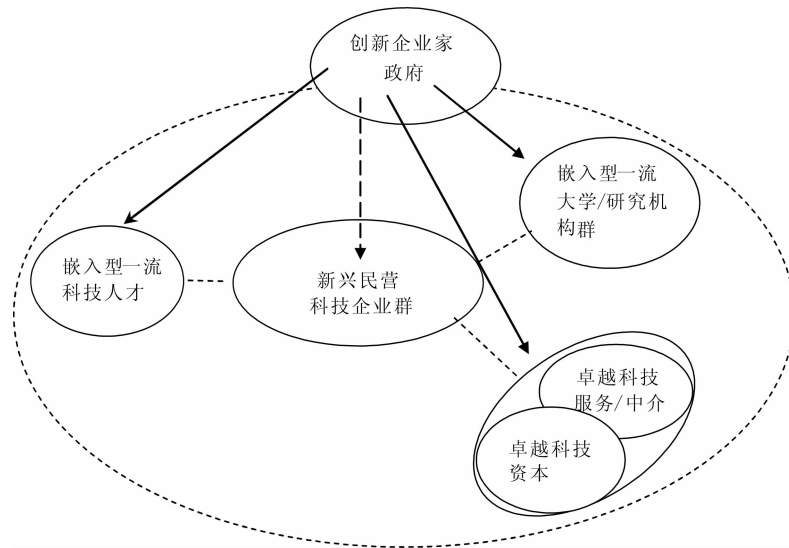 创新企业家
政府
嵌入型一流
大学/研究机
构群
嵌入型一流
科技人才
新兴民营
科技企业群
卓越科技
服务/中介
卓越科技
资本